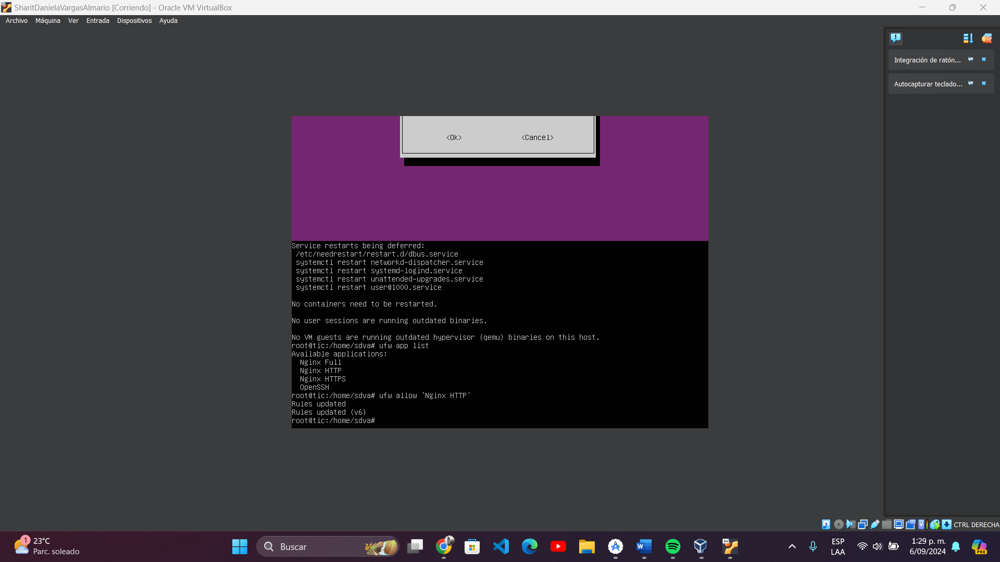 SharitDanielaVargasAlmario [Corriendo] - Oracle VM VirtualBox
Archivo Máquina Ver Entrada Dispositivos Ayuda
Integración de ratón...
Autocapturar teclado...
<Ok> <Cancel>
Service restarts being deferred:
/etc/needrestart/restart.d/dbus.service
systemctl restart networkd-dispatcher.service
systemctl restart systemd-logind.service
systemctl restart unattended-upgrades.service
systemctl restart user@1000.service
No containers need to be restarted.
No user sessions are running outdated binaries.
No VM guests are running outdated hypervisor (qemu) binaries on this host.
root@tic:/home/sdva# ufw app list
Available applications:
Nginx Full
Nginx HTTP
Nginx HTTPS
OpenSSH
root@tic:/home/sdva# ufw allow 'Nginx HTTP'
Rules updated
Rules updated (v6)
root@tic:/home/sdva#
CTRL DERECHA
1
23°C
Parc. soleado
Buscar
64
ESP
LAA
1:29 p. m.
6/09/2024
PRE